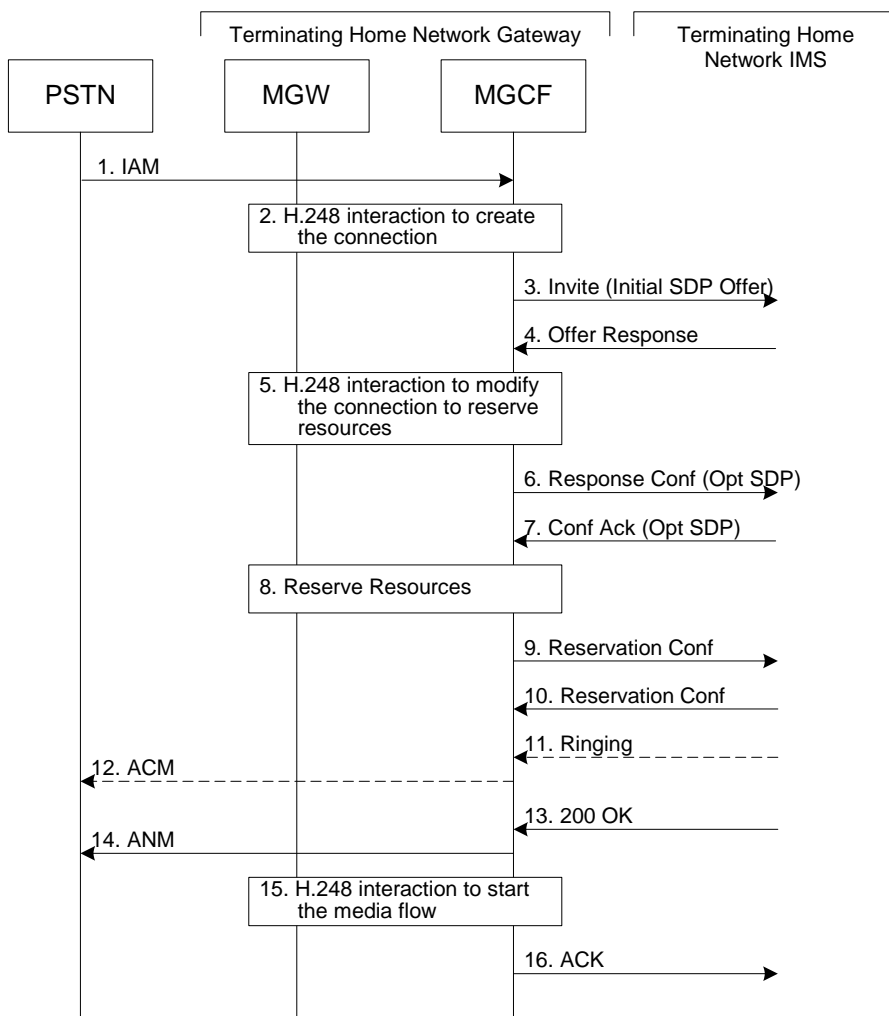 Terminating Home Network Gateway
Terminating Home
Network IMS
PSTN
MGW
MGCF
1. IAM
2. H.248 interaction to create
the connection
3. Invite (Initial SDP Offer)
4. Offer Response
5. H.248 interaction to modify
the connection to reserve
resources
6. Response Conf (Opt SDP)
7. Conf Ack (Opt SDP)
8. Reserve Resources
9. Reservation Conf
10. Reservation Conf
11. Ringing
12. ACM
13. 200 OK
14. ANM
15. H.248 interaction to start
the media flow
16. ACK